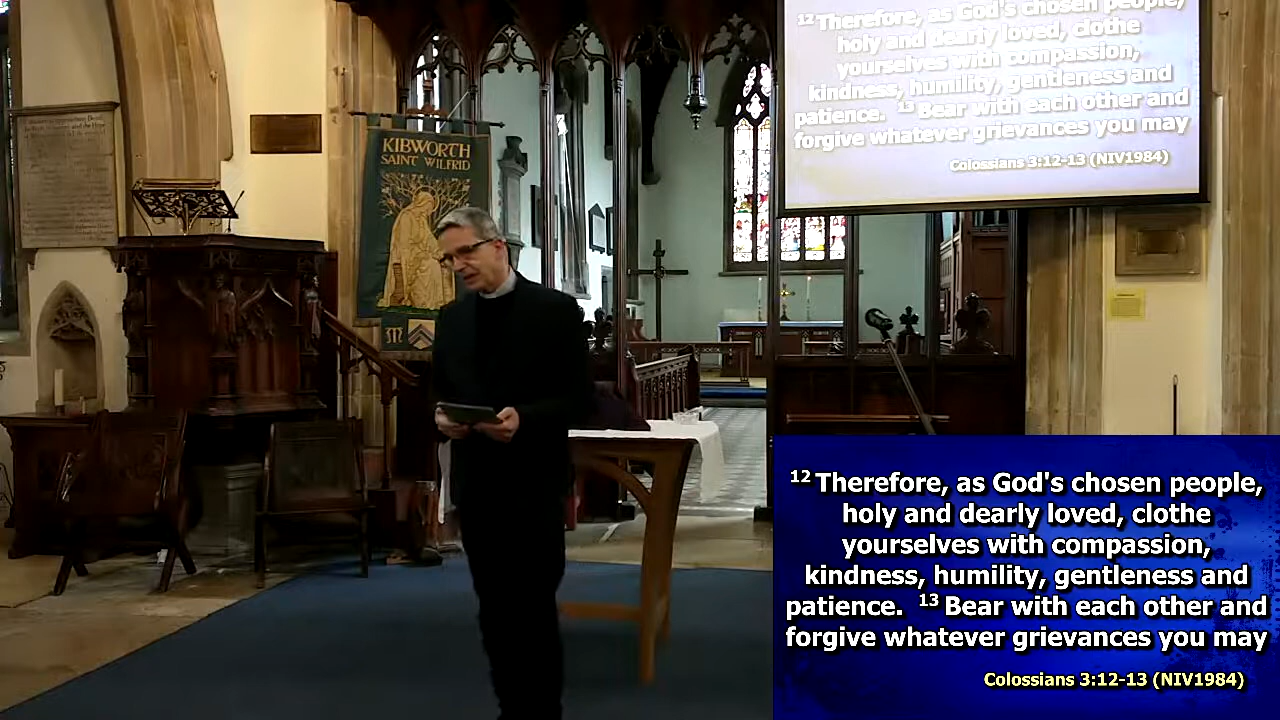 12 Therefore, as God's chosen people,
holy and dearly loved, clothe
yourselves with compassion,
kindness, humility, gentleness and
patience. 13 Bear with each other and
forgive whatever grievances you may
Colossians 3:12-13 (NIV1984)
KIBWORTH
SAINT WILFRID
M
12 Therefore, as God's chosen people,
holy and dearly loved, clothe
yourselves with compassion,
kindness, humility, gentleness and
patience. 13 Bear with each other and
forgive whatever grievances you may
Colossians 3:12-13 (NIV1984)